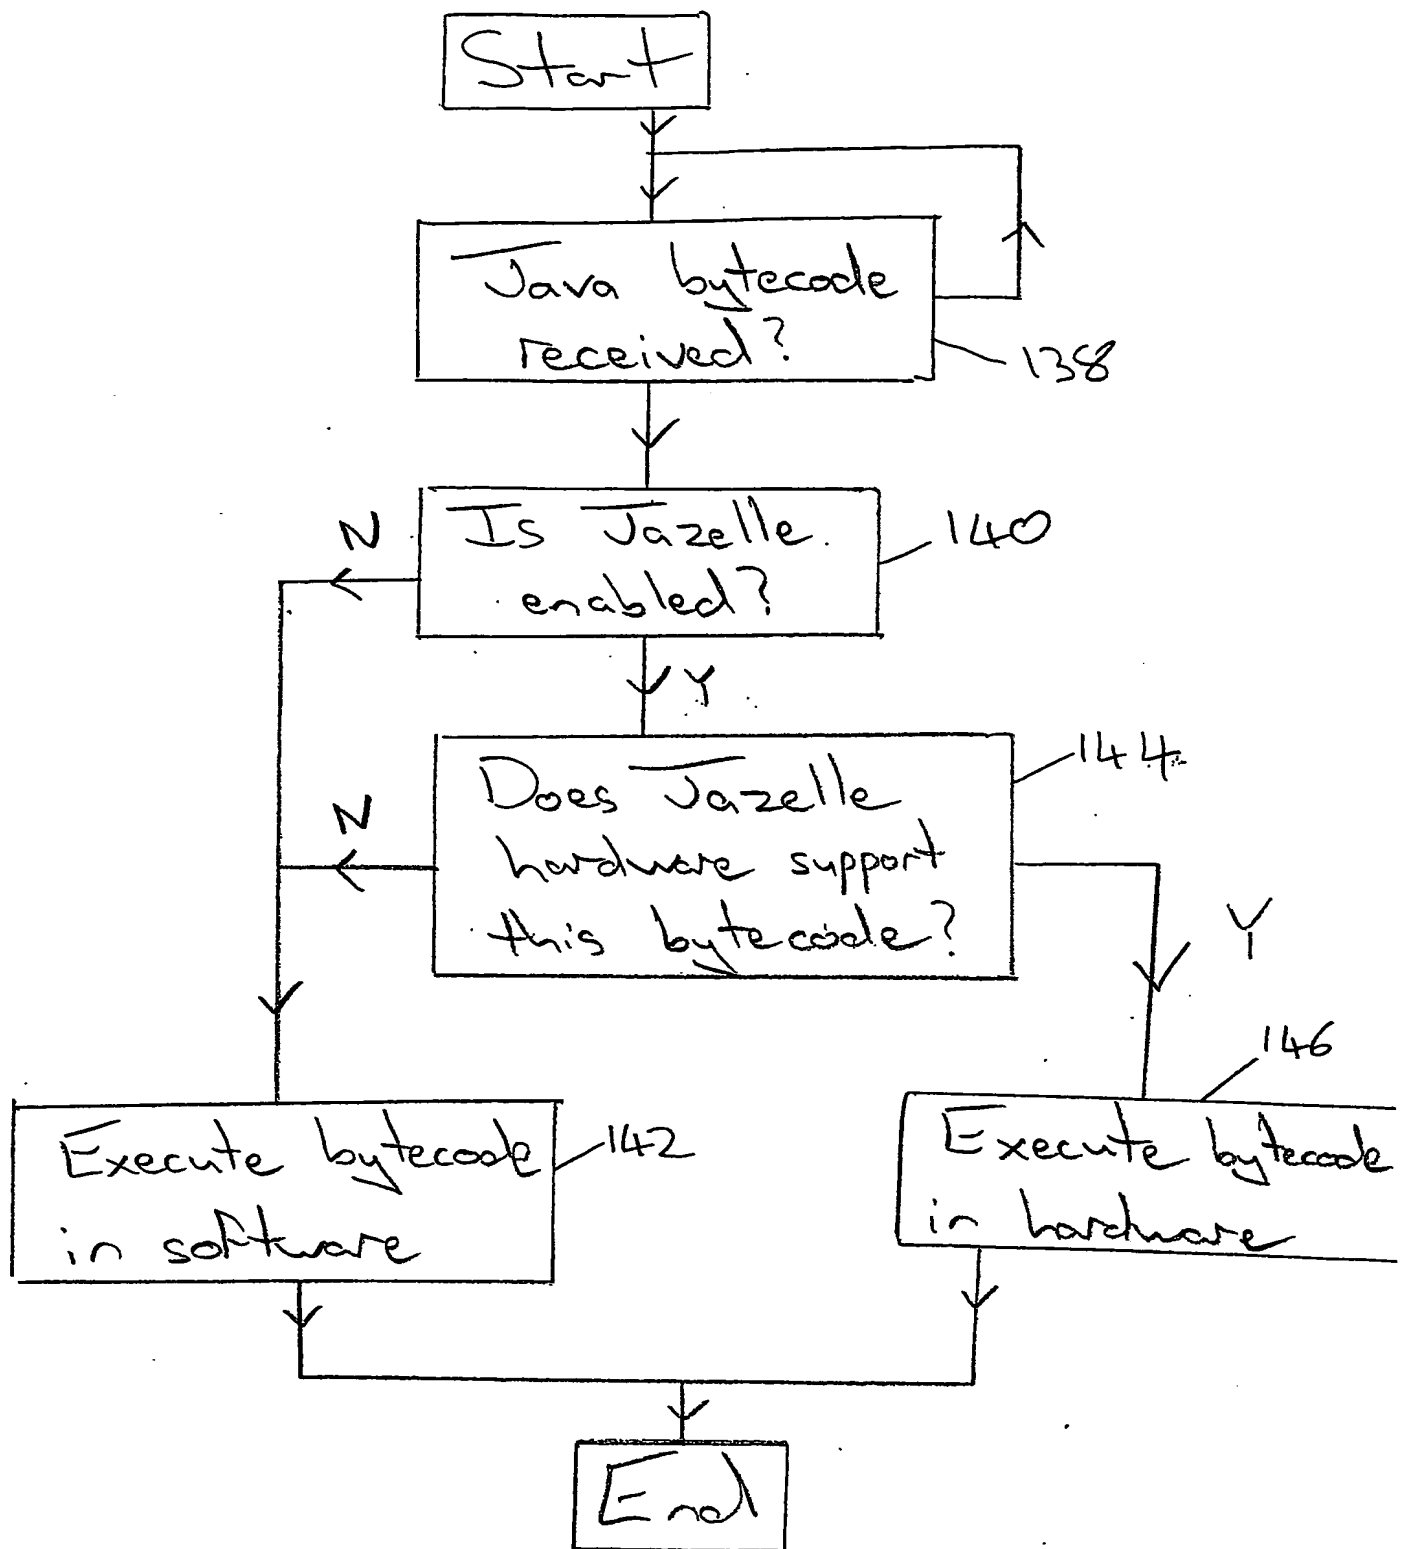 Start
Java bytecode
received?
138
Is Jazelle
enabled?
140
N
Y
Does Jazelle
hardware support
this bytecode?
144
N
Y
Execute bytecode
in software
142
Execute bytecode
in hardware
146
End